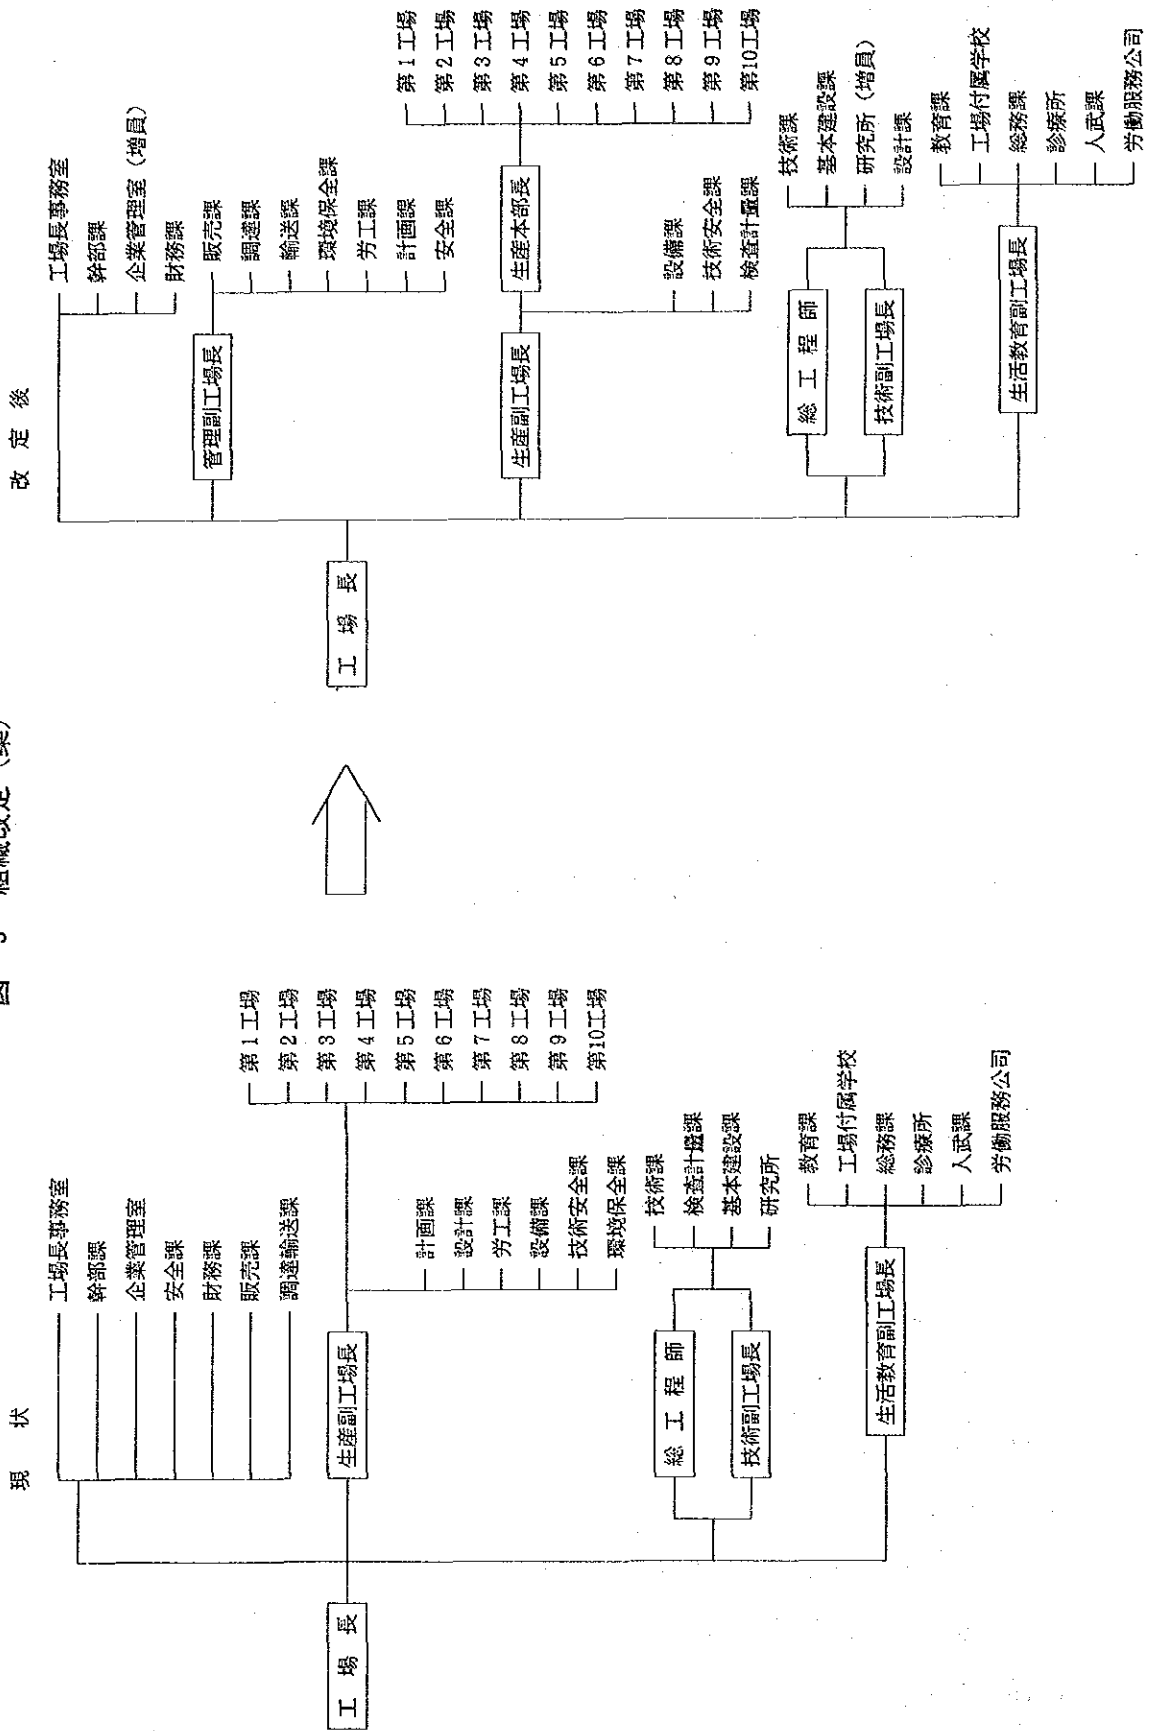 図 組織改定（案）
現 状
工 場 長
工場長事務室
幹部課
企業管理室
安全課
財務課
販売課
調達輸送課
生産副工場長
第1工場
第2工場
第3工場
第4工場
第5工場
第6工場
第7工場
第8工場
第9工場
第10工場
計画課
設計課
労工課
設備課
技術安全課
環境保全課
総 工 程 師
技術副工場長
技術課
検査計量課
基本建設課
研究所
生活教育副工場長
教育課
工場付属学校
総務課
診療所
人武課
労働服務公司
改 定 後
工 場 長
工場長事務室
幹部課
企業管理室（増員）
財務課
管理副工場長
販売課
調達課
輸送課
環境保全課
労工課
計画課
安全課
生産副工場長
生産本部長
第1工場
第2工場
第3工場
第4工場
第5工場
第6工場
第7工場
第8工場
第9工場
第10工場
設備課
技術安全課
検査計量課
総 工 程 師
技術副工場長
技術課
基本建設課
研究所（増員）
設計課
生活教育副工場長
教育課
工場付属学校
総務課
診療所
人武課
労働服務公司